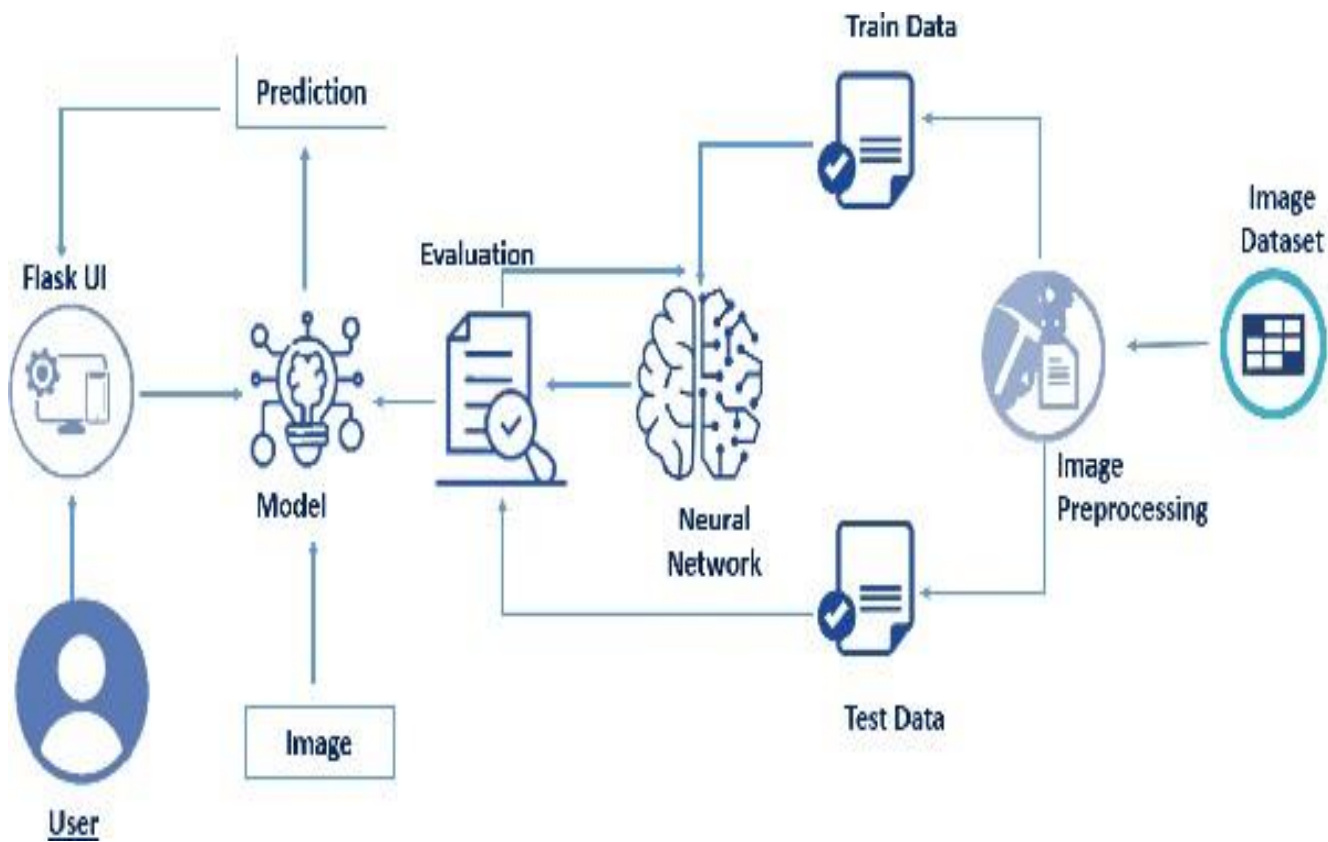 Train Data
Prediction
Image
Dataset
Evaluation
Flask UI
Image
Preprocessing
Model
Neural
Network
Test Data
Image
User